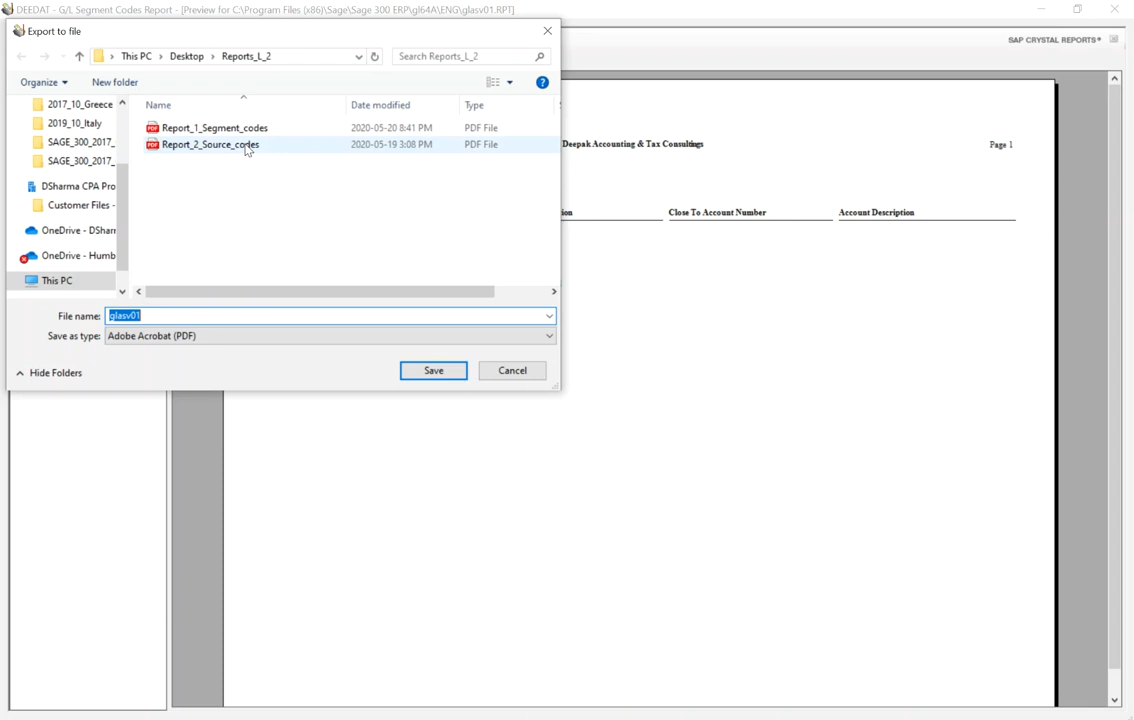 DEEDAT - G/L Segment Codes Report - [Preview for C:\Program Files (x86)\Sage\Sage 300 ERP\gl64A\ENG\glasv01.RPT]
Export to file
SAP CRYSTAL REPORTS®
This PC > Desktop > Reports_L_2
Search Reports_L_2
Organize
New folder
2017_10_Greece
2019_10_Italy
SAGE_300_2017_
SAGE_300_2017_
DSharma CPA Pro
Customer Files -
OneDrive - DShar
OneDrive - Humb
This PC
Name Date modified Type
Report_1_Segment_codes 2020-05-20 8:41 PM PDF File
Report_2_Source_codes 2020-05-19 3:08 PM PDF File
File name: glasv01
Save as type: Adobe Acrobat (PDF)
Hide Folders
Save
Cancel
Deepak Accounting & Tax Consultings
Page 1
ion Close To Account Number Account Description